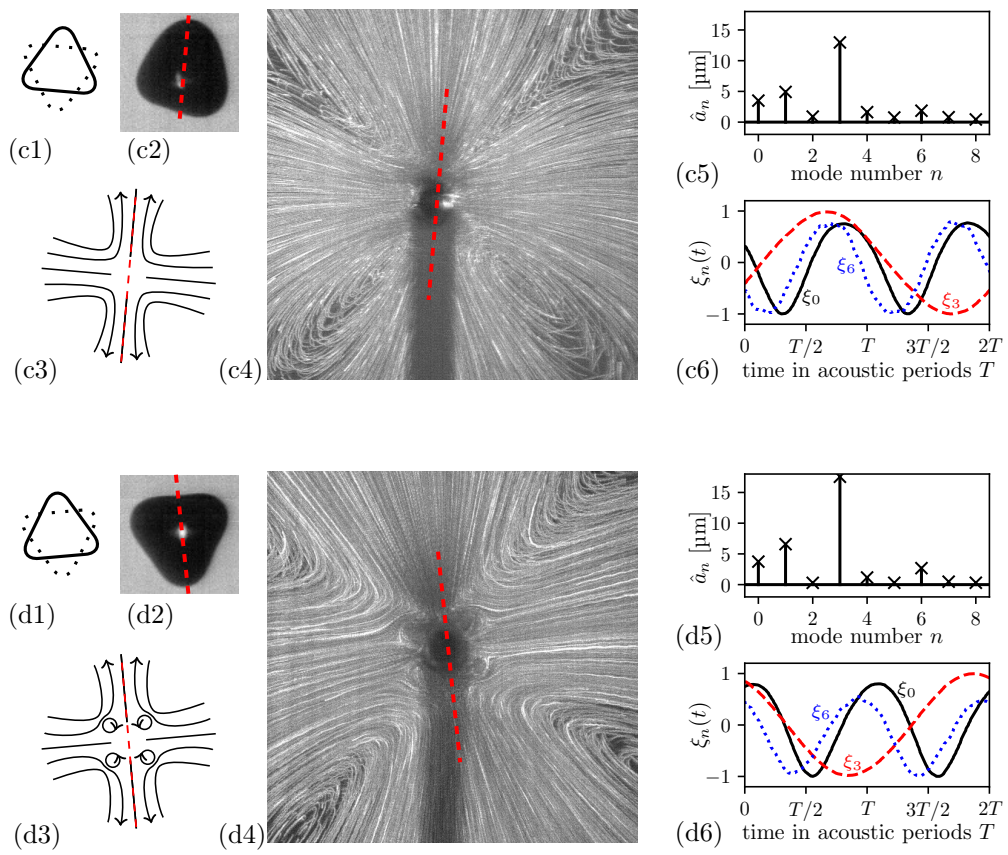 (c1)
(c2)
(c3)
(c4)
15
10
5
0
â_n [µm]
0 2 4 6 8
mode number n
(c5)
1
0
−1
ξ_n(t)
ξ_6
ξ_0
ξ_3
0 T/2 T 3T/2 2T
time in acoustic periods T
(c6)
(d1)
(d2)
(d3)
(d4)
15
10
5
0
â_n [µm]
0 2 4 6 8
mode number n
(d5)
1
0
−1
ξ_n(t)
ξ_0
ξ_6
ξ_3
0 T/2 T 3T/2 2T
time in acoustic periods T
(d6)